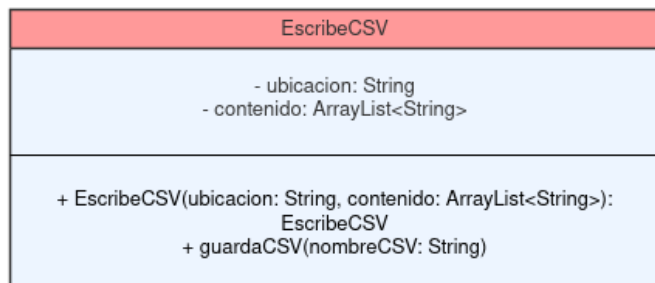 EscribeCSV
- ubicacion: String
- contenido: ArrayList<String>
+ EscribeCSV(ubicacion: String, contenido: ArrayList<String>):
EscribeCSV
+ guardaCSV(nombreCSV: String)